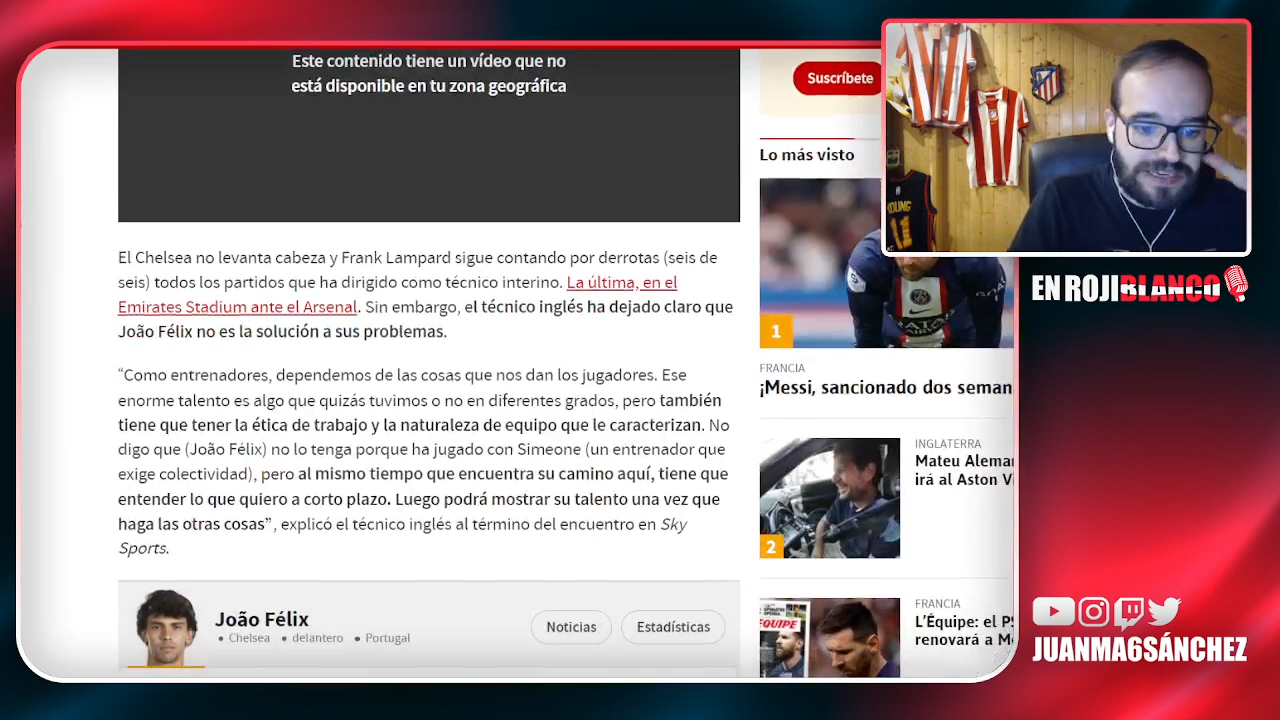 Este contenido tiene un vídeo que no
está disponible en tu zona geográfica
El Chelsea no levanta cabeza y Frank Lampard sigue contando por derrotas (seis de
seis) todos los partidos que ha dirigido como técnico interino. La última, en el
Emirates Stadium ante el Arsenal. Sin embargo, el técnico inglés ha dejado claro que
João Félix no es la solución a sus problemas.
“Como entrenadores, dependemos de las cosas que nos dan los jugadores. Ese
enorme talento es algo que quizás tuvimos o no en diferentes grados, pero también
tiene que tener la ética de trabajo y la naturaleza de equipo que le caracterizan. No
digo que (João Félix) no lo tenga porque ha jugado con Simeone (un entrenador que
exige colectividad), pero al mismo tiempo que encuentra su camino aquí, tiene que
entender lo que quiero a corto plazo. Luego podrá mostrar su talento una vez que
haga las otras cosas”, explicó el técnico inglés al término del encuentro en Sky
Sports.
João Félix
• Chelsea • delantero • Portugal
Noticias
Estadísticas
Suscríbete
Lo más visto
1
FRANCIA
¡Messi, sancionado dos seman
2
INGLATERRA
Mateu Aleman
irá al Aston Vi
FRANCIA
L’Équipe: el PS
renovará a Me
EQUIPE
11
EN ROJIBLANCO
JUANMA6SÁNCHEZ